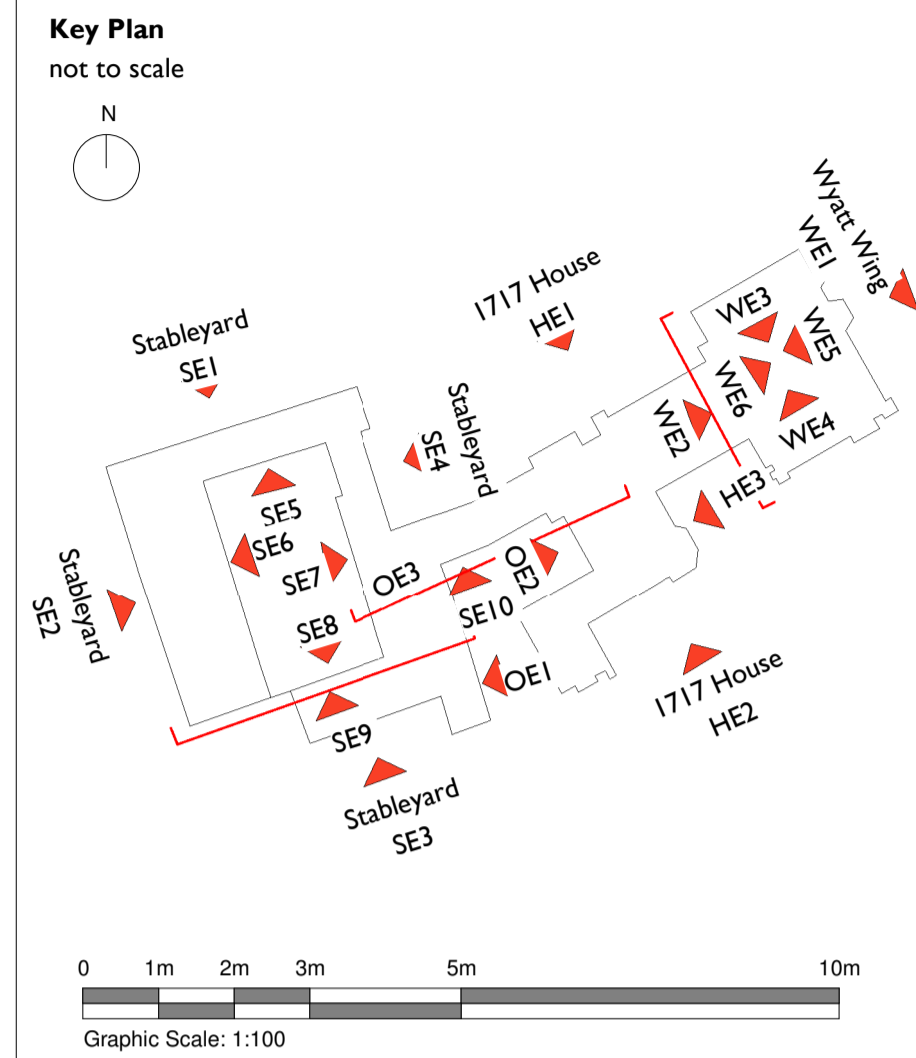 Key Plan
not to scale
N
Wyatt Wing
WE1
1717 House
HE1
Stableyard
SE1
WE3
WE5
WE6
WE2
WE4
Stableyard
SE4
HE3
SE5
SE6
SE7
OE3
OE2
SE10
Stableyard
SE2
SE8
OE1
SE9
1717 House
HE2
Stableyard
SE3
0 1m 2m 3m 5m 10m
Graphic Scale: 1:100